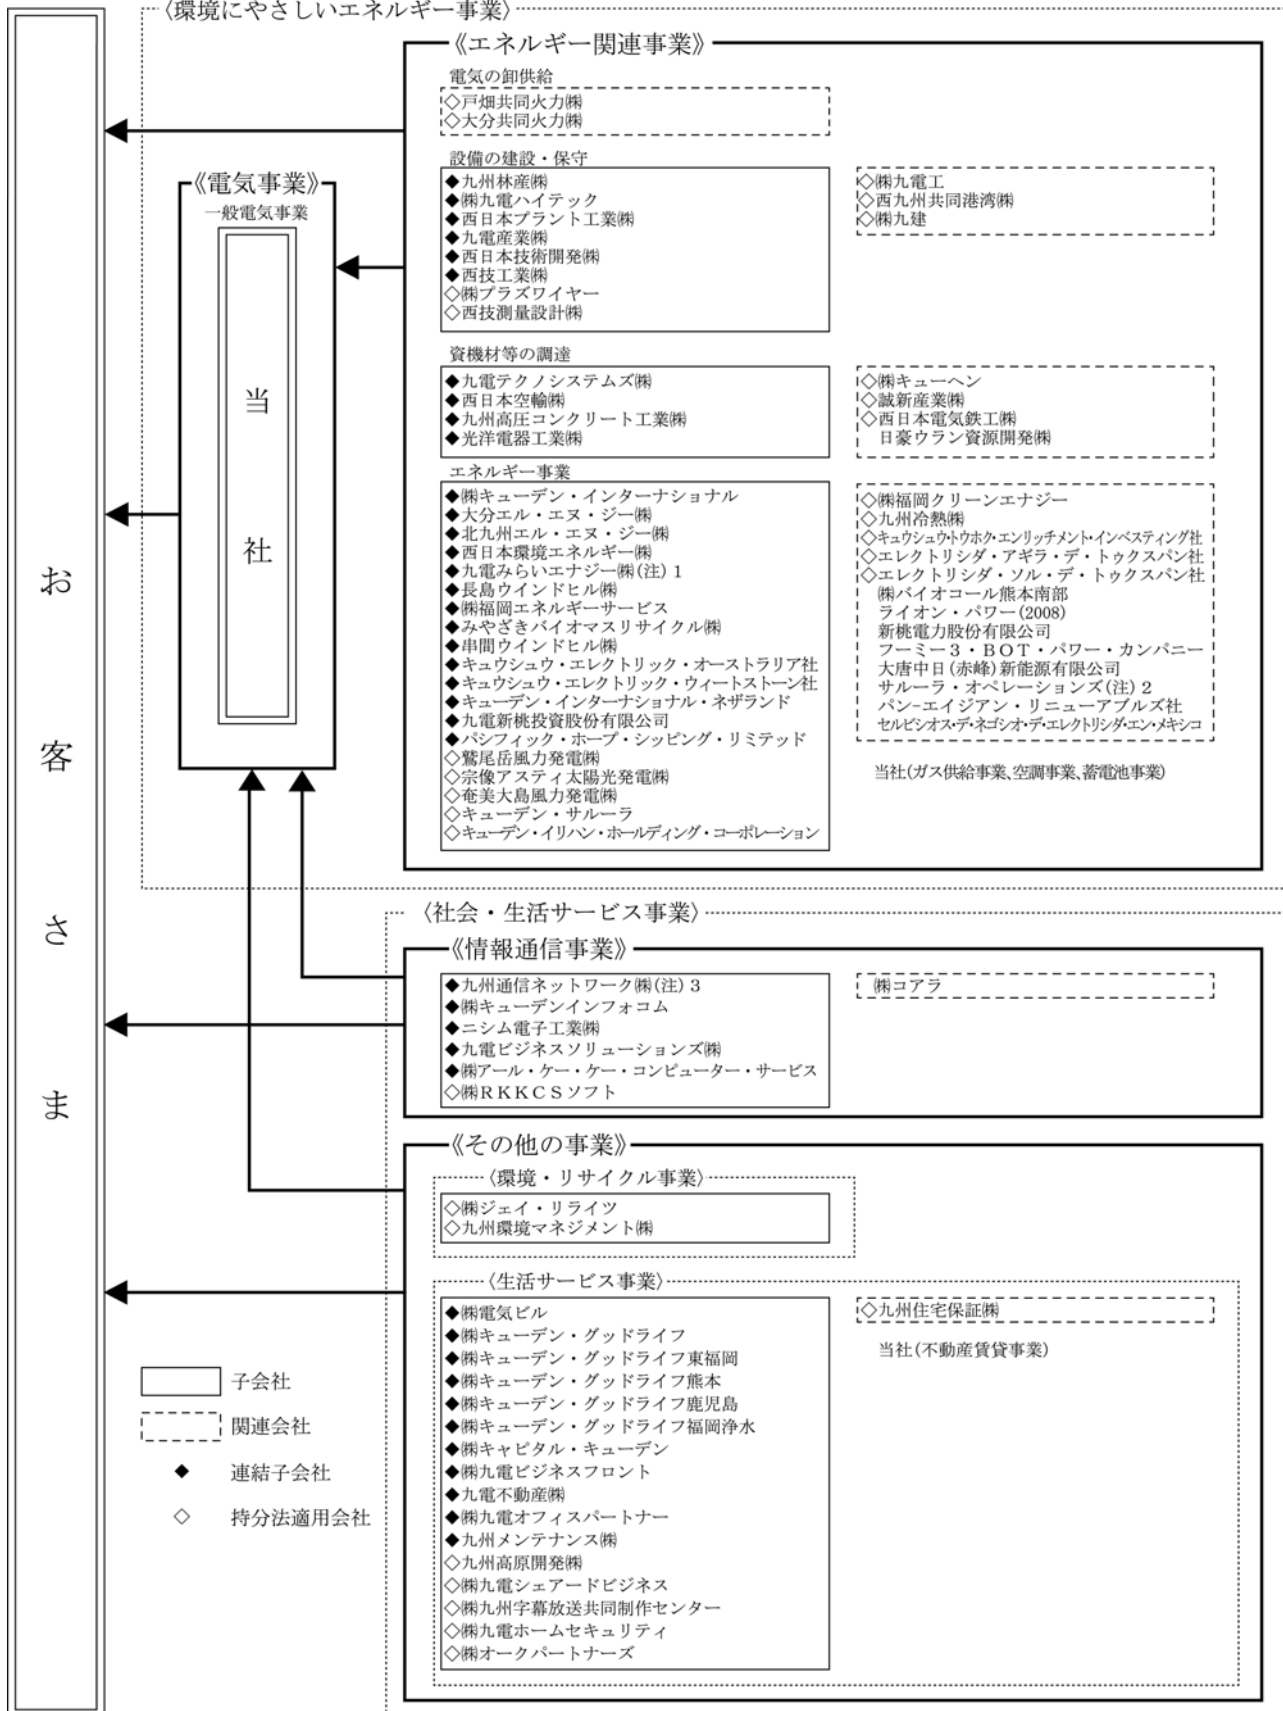 〈環境にやさしいエネルギー事業〉
《エネルギー関連事業》
電気の卸供給
◇戸畑共同火力㈱
◇大分共同火力㈱
設備の建設・保守
◆九州林産㈱
◆㈱九電ハイテック
◆西日本プラント工業㈱
◆九電産業㈱
◆西日本技術開発㈱
◆西技工業㈱
◇㈱プラズワイヤー
◇西技測量設計㈱
◇㈱九電工
◇西九州共同港湾㈱
◇㈱九建
資機材等の調達
◆九電テクノシステムズ㈱
◆西日本空輸㈱
◆九州高圧コンクリート工業㈱
◆光洋電器工業㈱
◇㈱キューヘン
◇誠新産業㈱
◇西日本電気鉄工㈱
日豪ウラン資源開発㈱
エネルギー事業
◆㈱キューデン・インターナショナル
◆大分エル・エヌ・ジー㈱
◆北九州エル・エヌ・ジー㈱
◆西日本環境エネルギー㈱
◆九電みらいエナジー㈱(注)1
◆長島ウインドヒル㈱
◆㈱福岡エネルギーサービス
◆みやざきバイオマスリサイクル㈱
◆串間ウインドヒル㈱
◆キュウシュウ・エレクトリック・オーストラリア社
◆キュウシュウ・エレクトリック・ウィートストーン社
◆キューデン・インターナショナル・ネザランド
◆九電新桃投資股份有限公司
◆パシフィック・ホープ・シッピング・リミテッド
◇鷲尾岳風力発電㈱
◇宗像アスティ太陽光発電㈱
◇奄美大島風力発電㈱
◇キューデン・サルーラ
◇キューデン・イリハン・ホールディング・コーポレーション
◇㈱福岡クリーンエナジー
◇九州冷熱㈱
◇キュウシュウ・トウホク・エンリッチメント・インベスティング社
◇エレクトリシダ・アギラ・デ・トゥクスパン社
◇エレクトリシダ・ソル・デ・トゥクスパン社
㈱バイオコール熊本南部
ライオン・パワー(2008)
新桃電力股份有限公司
フーミー3・BOT・パワー・カンパニー
大唐中日(赤峰)新能源有限公司
サルーラ・オペレーションズ(注)2
パン-エイジアン・リニューアブルズ社
セルビシオス・デ・ネゴシオ・デ・エレクトリシダ・エン・メキシコ
当社(ガス供給事業、空調事業、蓄電池事業)
《電気事業》
一般電気事業
当社
お客さま
〈社会・生活サービス事業〉
《情報通信事業》
◆九州通信ネットワーク㈱(注)3
◆㈱キューデンインフォコム
◆ニシム電子工業㈱
◆九電ビジネスソリューションズ㈱
◆㈱アール・ケー・ケー・コンピューター・サービス
◇㈱RKKCSソフト
㈱コアラ
《その他の事業》
〈環境・リサイクル事業〉
◇㈱ジェイ・リライツ
◇九州環境マネジメント㈱
〈生活サービス事業〉
◆㈱電気ビル
◆㈱キューデン・グッドライフ
◆㈱キューデン・グッドライフ東福岡
◆㈱キューデン・グッドライフ熊本
◆㈱キューデン・グッドライフ鹿児島
◆㈱キューデン・グッドライフ福岡浄水
◆㈱キャピタル・キューデン
◆㈱九電ビジネスフロント
◆九電不動産㈱
◆㈱九電オフィスパートナー
◆九州メンテナンス㈱
◇九州高原開発㈱
◇㈱九電シェアードビジネス
◇㈱九州字幕放送共同制作センター
◇㈱九電ホームセキュリティ
◇㈱オークパートナーズ
◇九州住宅保証㈱
当社(不動産賃貸事業)
子会社
関連会社
◆ 連結子会社
◇ 持分法適用会社